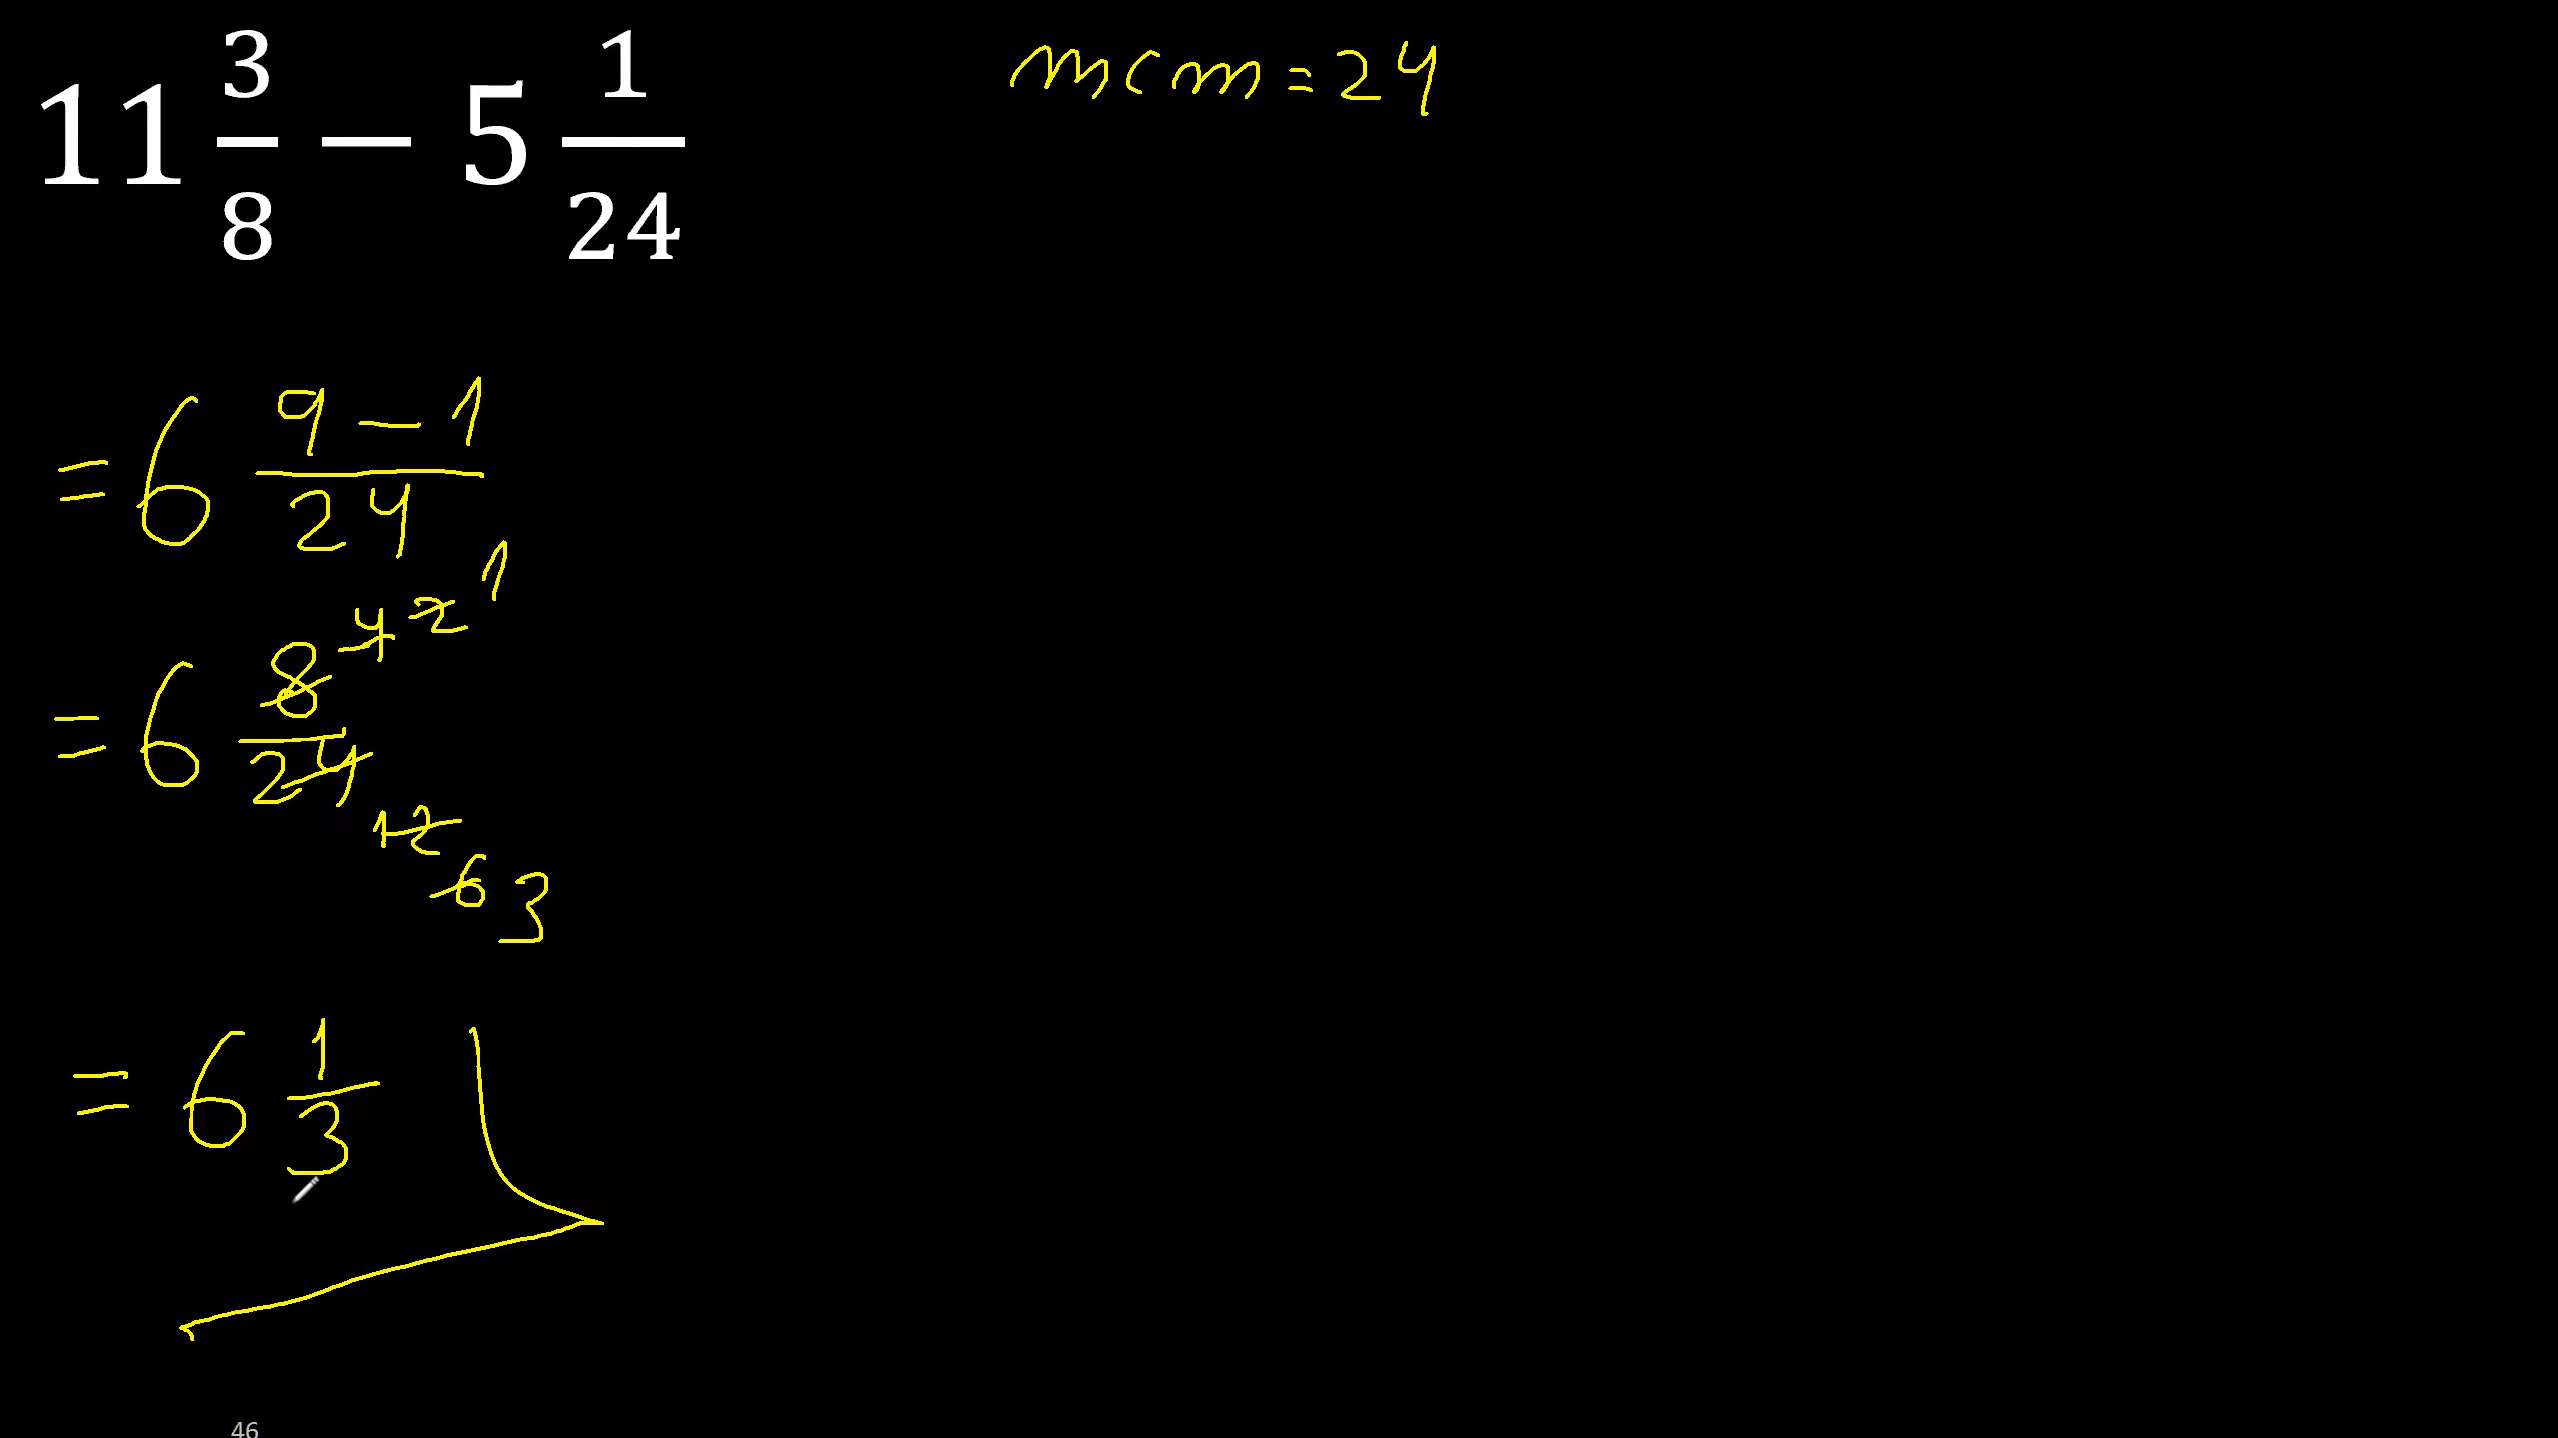 11 3/8 − 5 1/24
mcm = 24
= 6 9 − 1 / 24
= 6 8/24 4 2 1 12 6 3
= 6 1/3
46